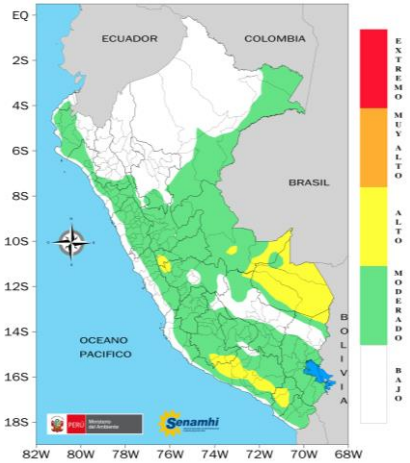 EQ
2S
4S
6S
8S
10S
12S
14S
16S
18S
82W
80W
78W
76W
74W
72W
70W
68W
ECUADOR
COLOMBIA
BRASIL
BOLIVIA
OCEANO
PACIFICO
PERÚ
Ministerio
del Ambiente
Senamhi
EXTREMO
MUY ALTO
ALTO
MODERADO
BAJO